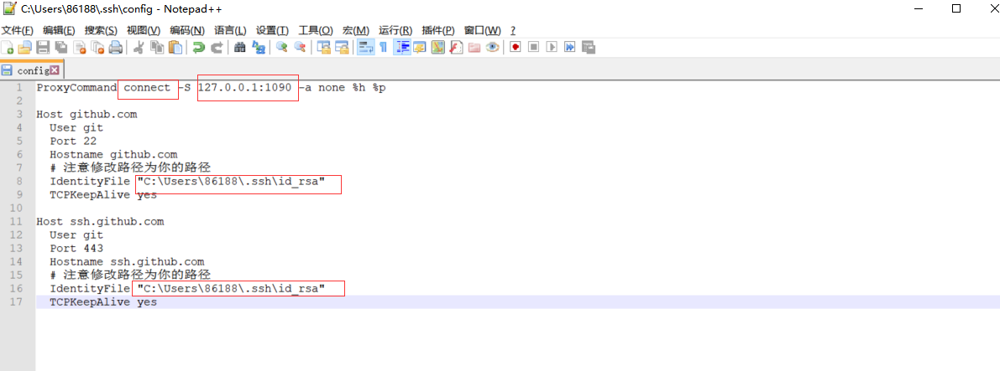 C:\Users\86188\.ssh\config - Notepad++
文件(F) 编辑(E) 搜索(S) 视图(V) 编码(N) 语言(L) 设置(T) 工具(O) 宏(M) 运行(R) 插件(P) 窗口(W) ?
config
1 ProxyCommand connect -S 127.0.0.1:1090 -a none %h %p
2
3 Host github.com
4 User git
5 Port 22
6 Hostname github.com
7 # 注意修改路径为你的路径
8 IdentityFile "C:\Users\86188\.ssh\id_rsa"
9 TCPKeepAlive yes
10
11 Host ssh.github.com
12 User git
13 Port 443
14 Hostname ssh.github.com
15 # 注意修改路径为你的路径
16 IdentityFile "C:\Users\86188\.ssh\id_rsa"
17 TCPKeepAlive yes